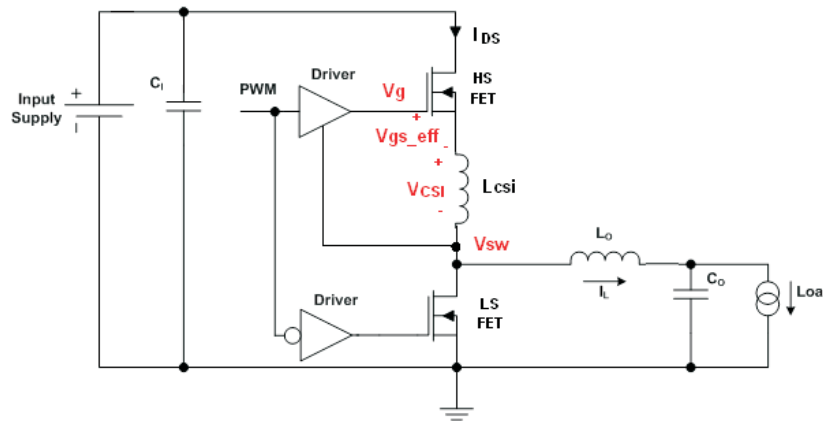 I DS
Driver
HS
FET
CI
PWM
Vg
+
Input
Supply
+
I
+
Vgs_eff
-
+
VCSI
-
Lcsi
Vsw
LO
IL
CO
Loa
Driver
LS
FET